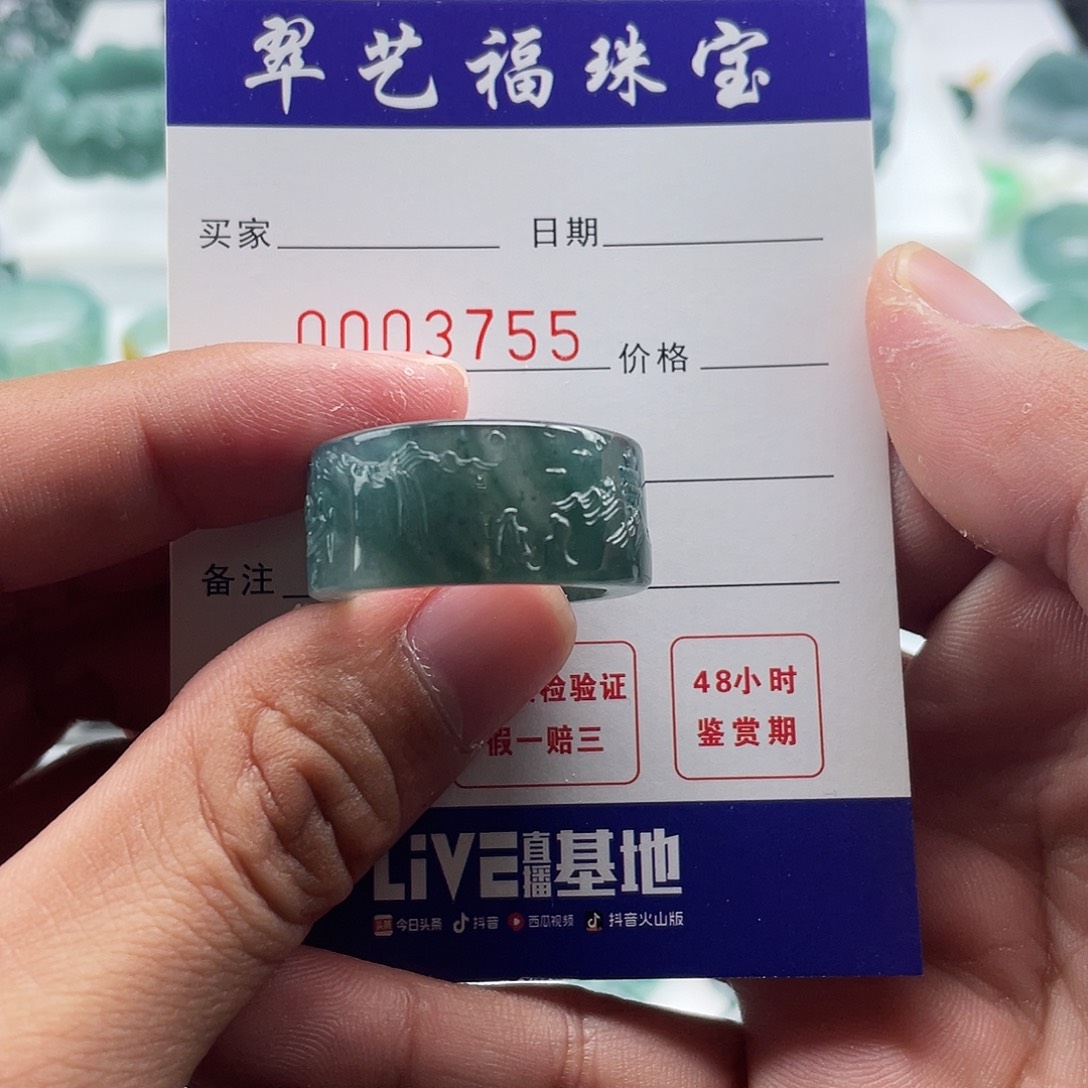 翠艺福珠宝
买家 日期
0003755 价格
备注
检验证 48小时
假一赔三 鉴赏期
LiVE直播基地
今日头条 抖音 西瓜视频 抖音火山版